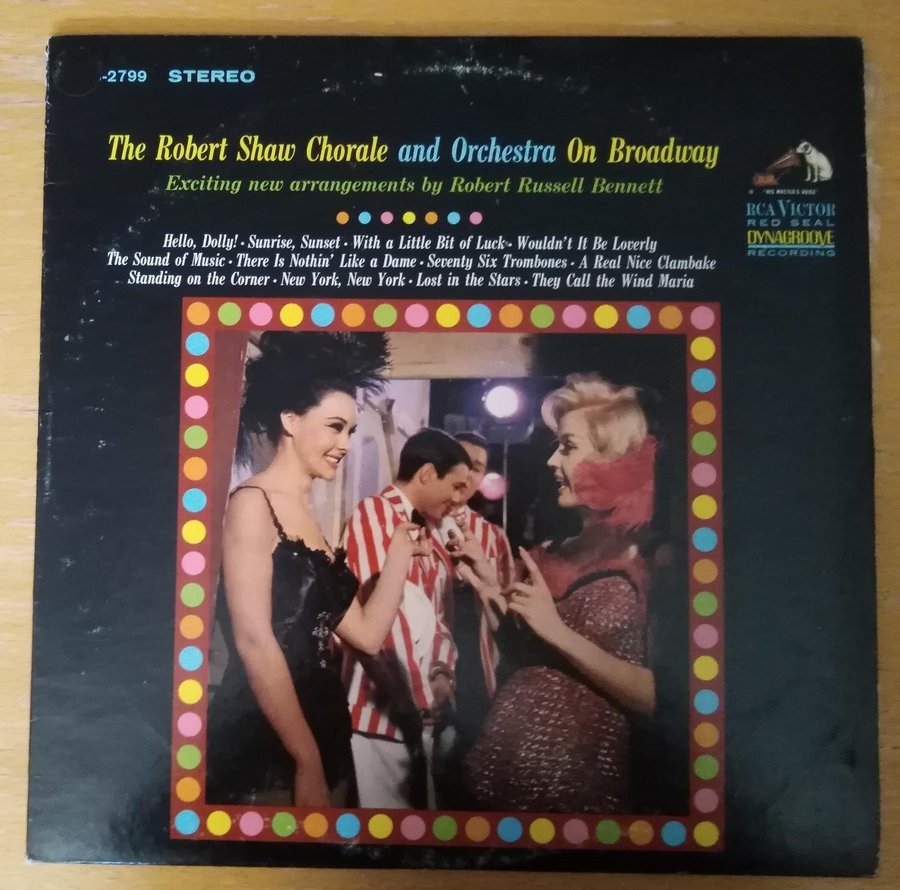 -2799 STEREO
The Robert Shaw Chorale and Orchestra On Broadway
Exciting new arrangements by Robert Russell Bennett
"HIS MASTER'S VOICE"
RCA VICTOR
RED SEAL
DYNAGROOVE
RECORDING
Hello, Dolly! · Sunrise, Sunset · With a Little Bit of Luck · Wouldn't It Be Loverly
The Sound of Music · There Is Nothin' Like a Dame · Seventy Six Trombones · A Real Nice Clambake
Standing on the Corner · New York, New York · Lost in the Stars · They Call the Wind Maria